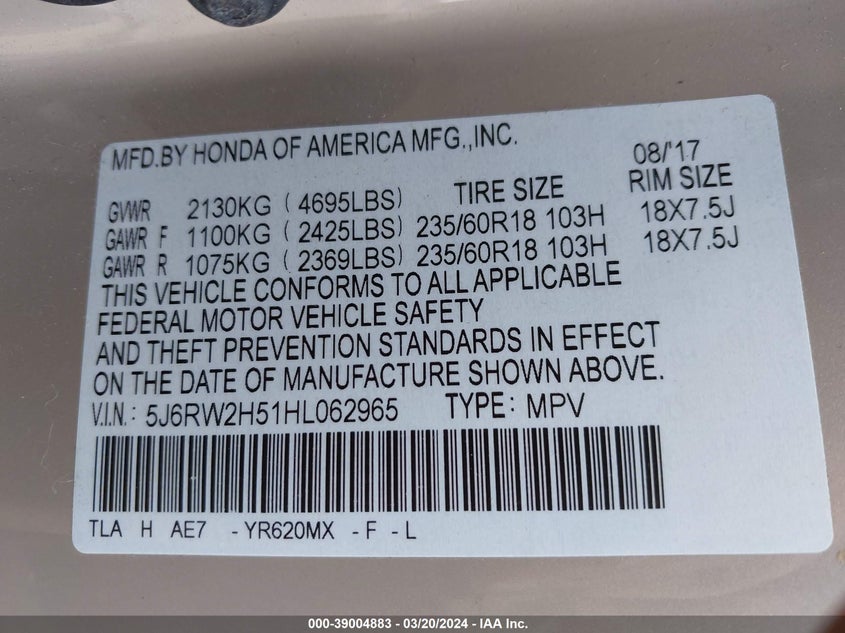 MFD.BY HONDA OF AMERICA MFG.,INC. 08/'17
TIRE SIZE RIM SIZE
GVWR 2130KG (4695LBS)
GAWR F 1100KG (2425LBS) 235/60R18 103H 18X7.5J
GAWR R 1075KG (2369LBS) 235/60R18 103H 18X7.5J
THIS VEHICLE CONFORMS TO ALL APPLICABLE
FEDERAL MOTOR VEHICLE SAFETY
AND THEFT PREVENTION STANDARDS IN EFFECT
ON THE DATE OF MANUFACTURE SHOWN ABOVE.
V.I.N.: 5J6RW2H51HL062965 TYPE: MPV
TLA H AE7 -YR620MX -F -L
000-39004883 — 03/20/2024 — IAA Inc.